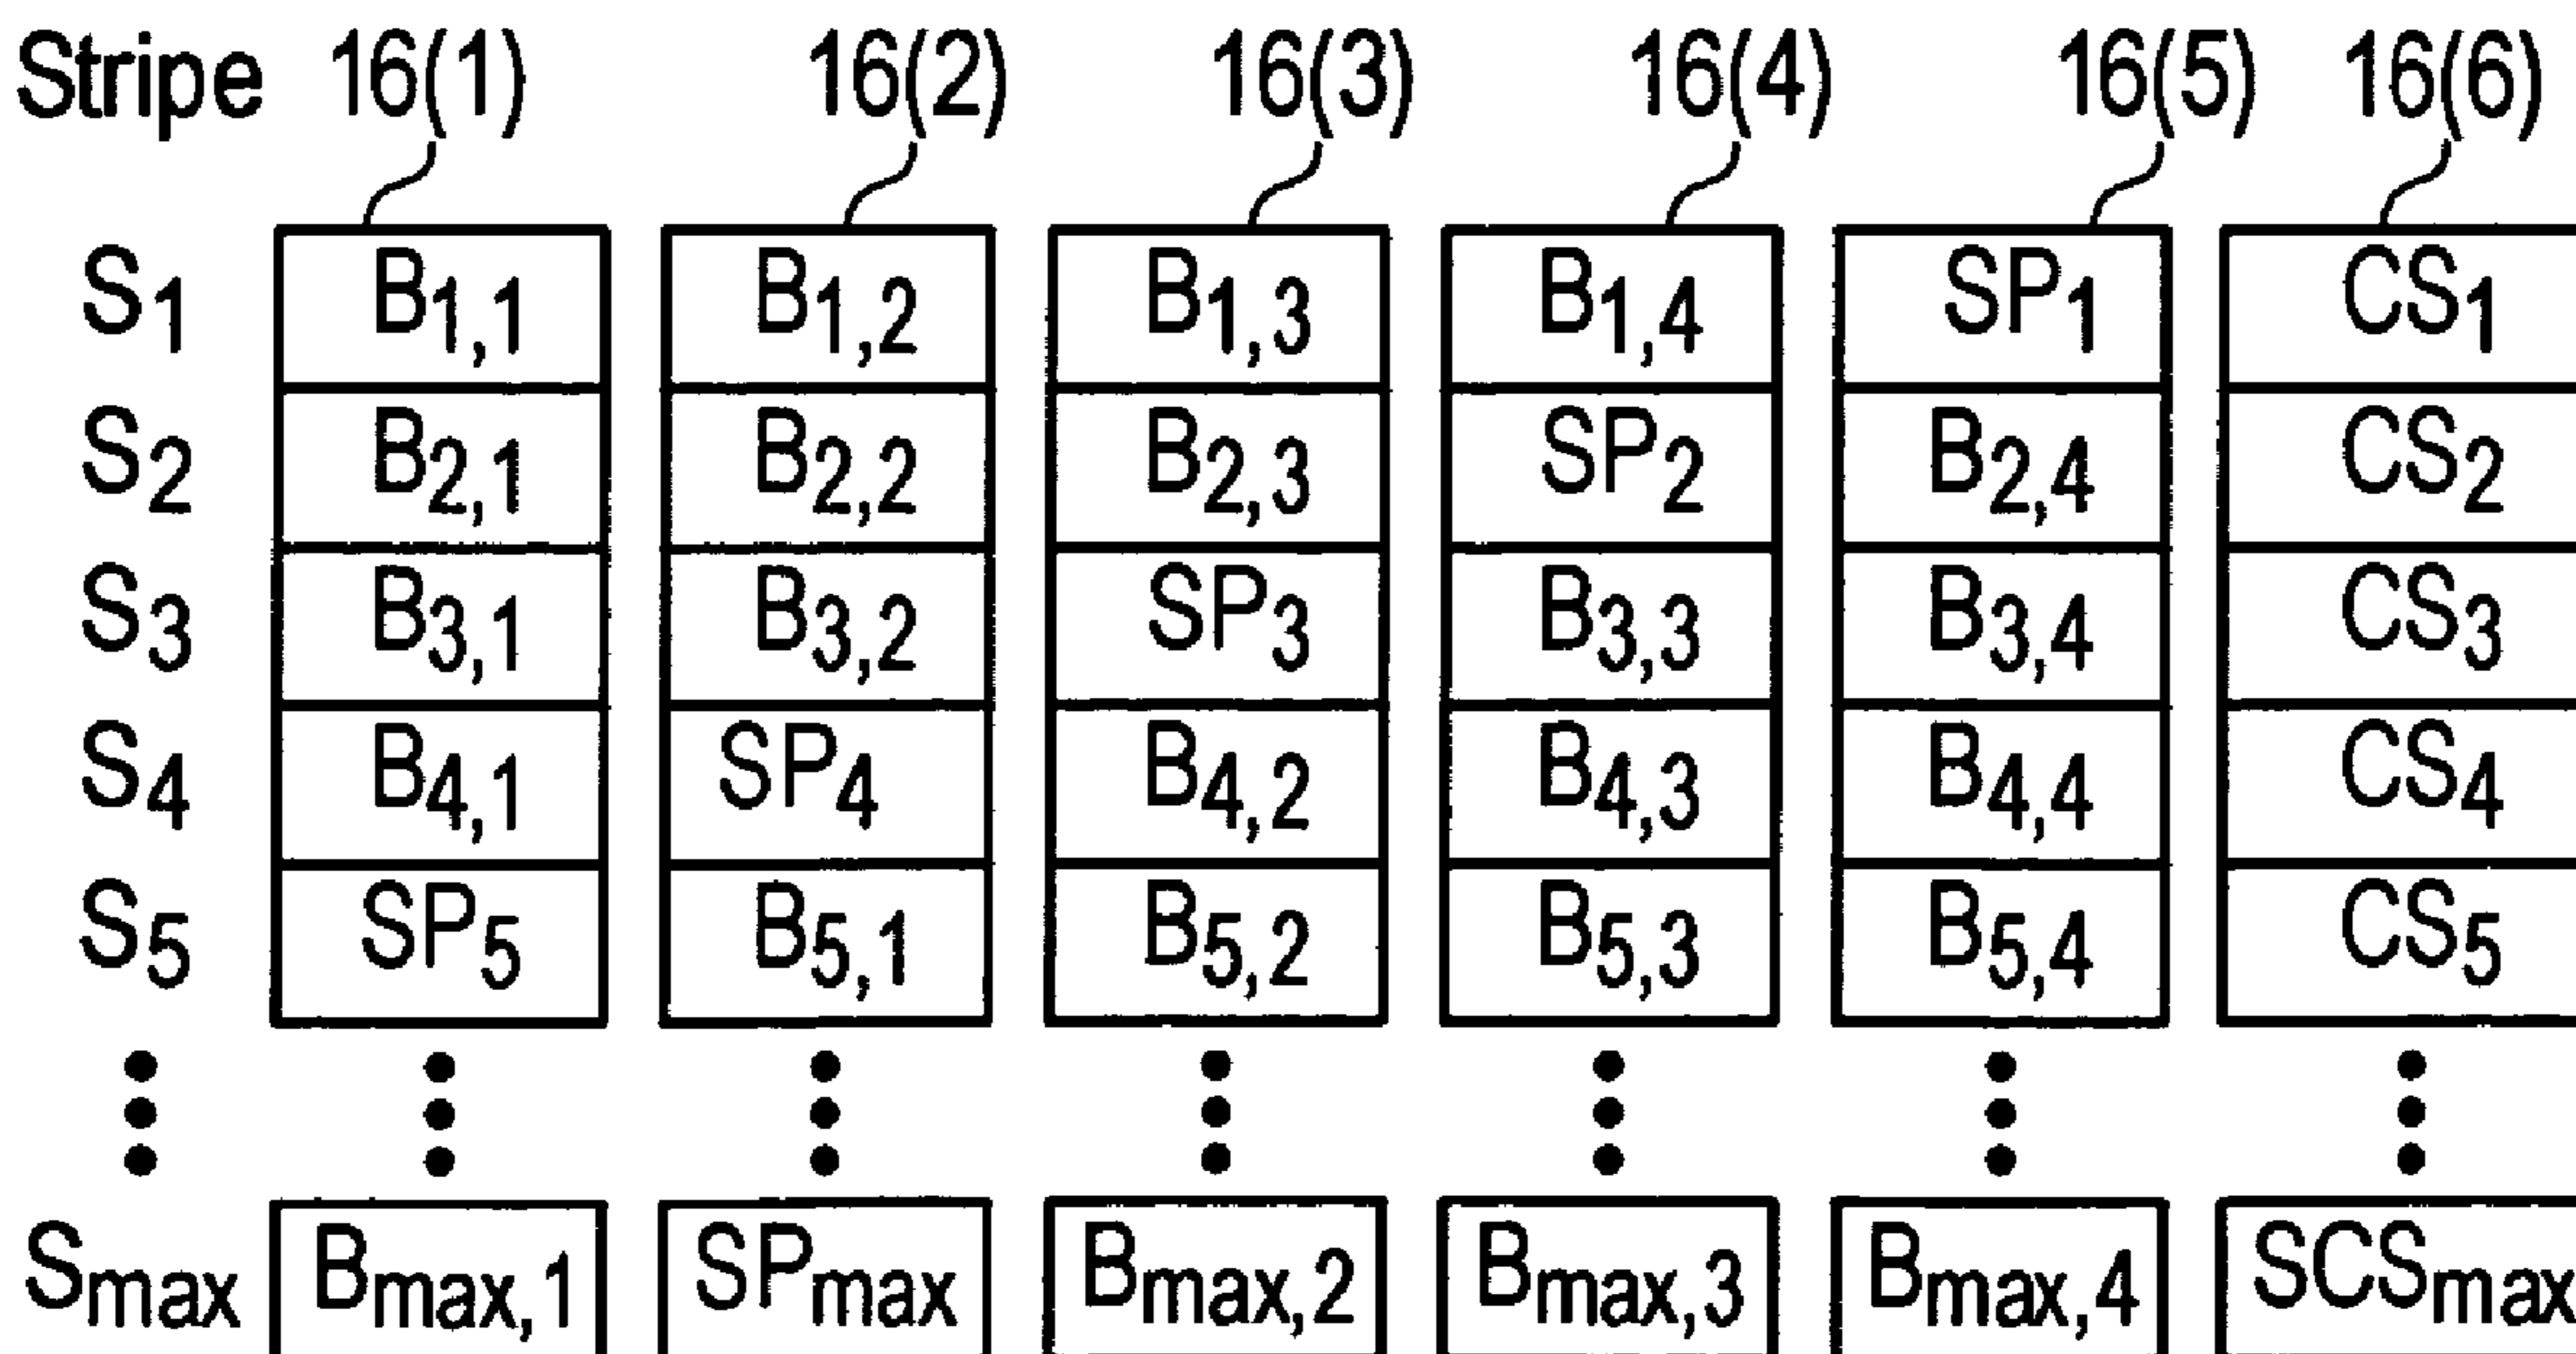 Stripe 16(1) 16(2) 16(3) 16(4) 16(5) 16(6)
S1 B1,1 B1,2 B1,3 B1,4 SP1 CS1
S2 B2,1 B2,2 B2,3 SP2 B2,4 CS2
S3 B3,1 B3,2 SP3 B3,3 B3,4 CS3
S4 B4,1 SP4 B4,2 B4,3 B4,4 CS4
S5 SP5 B5,1 B5,2 B5,3 B5,4 CS5
Smax Bmax,1 SPmax Bmax,2 Bmax,3 Bmax,4 SCSmax